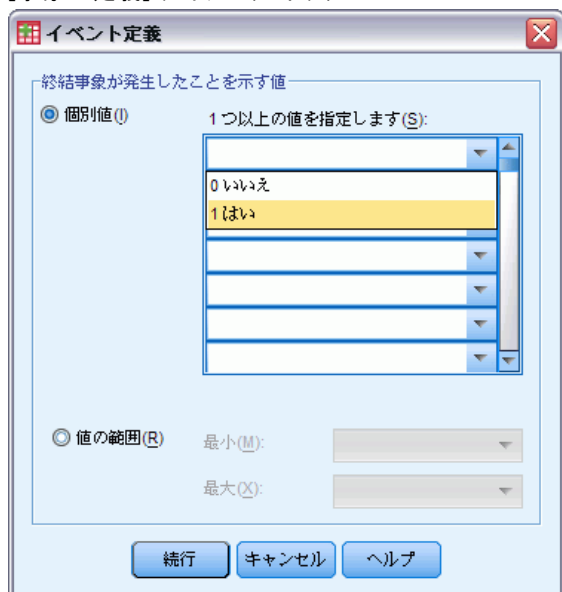 イベント定義
終結事象が発生したことを示す値
個別値(I)
1つ以上の値を指定します(S):
0 いいえ
1 はい
値の範囲(R)
最小(M):
最大(X):
続行
キャンセル
ヘルプ